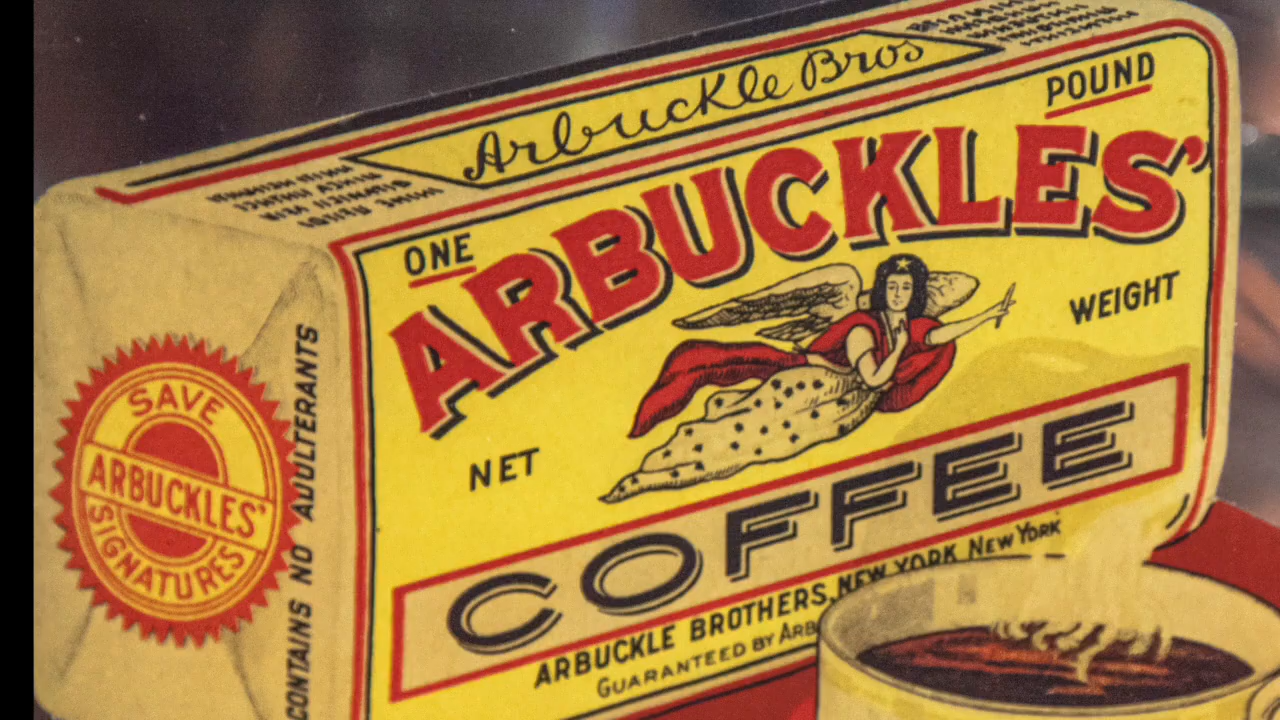 Arbuckle Bros
ONE POUND
ARBUCKLES'
NET WEIGHT
COFFEE
ARBUCKLE BROTHERS, NEW YORK NEW YORK
GUARANTEED BY ARB
SAVE
ARBUCKLES'
SIGNATURES
CONTAINS NO ADULTERANTS